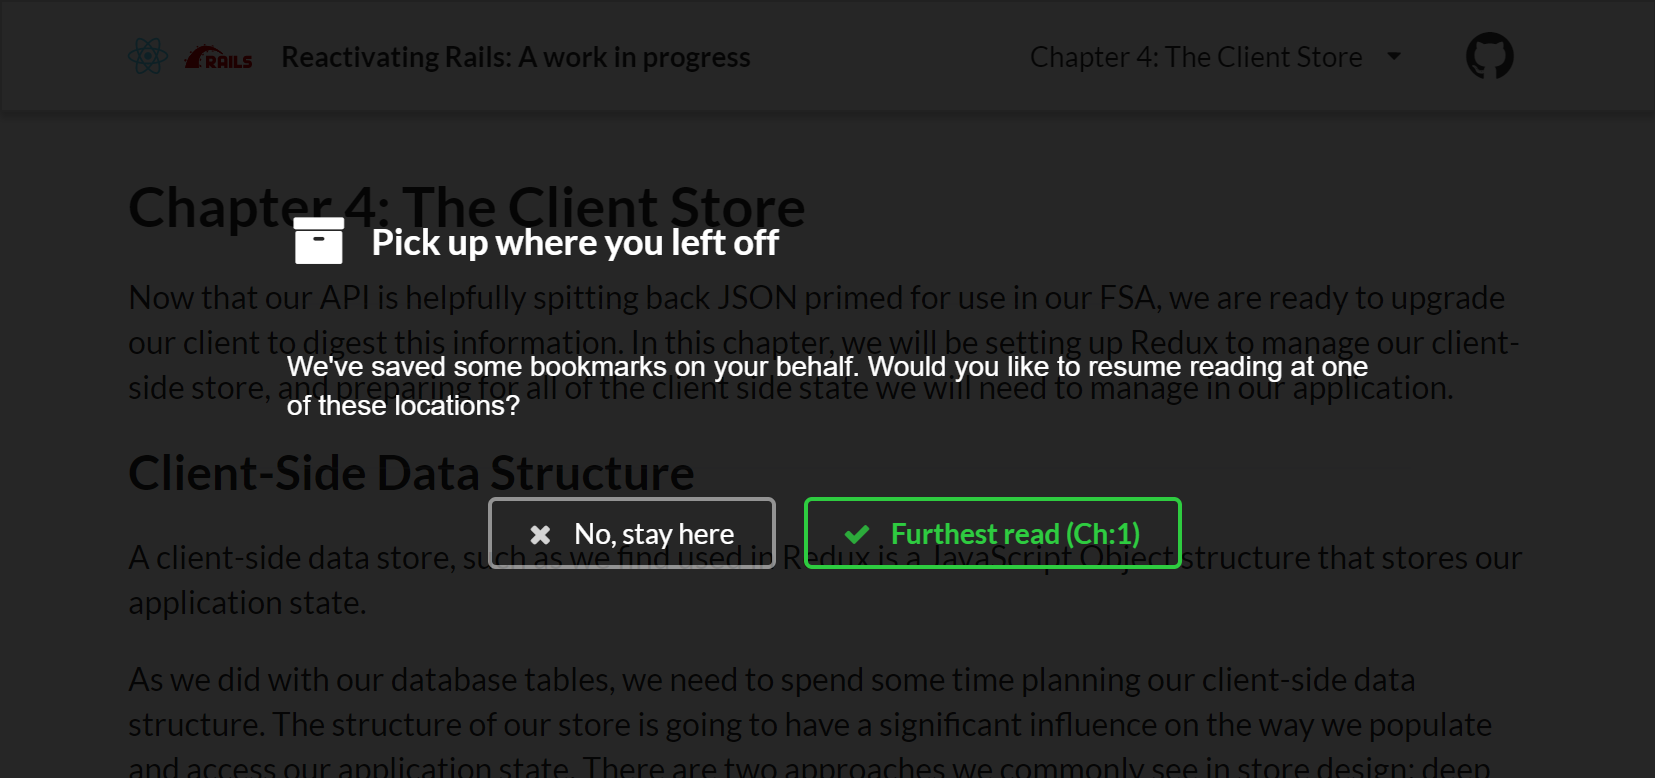 RAILS Reactivating Rails: A work in progress Chapter 4: The Client Store
Chapter 4: The Client Store
Pick up where you left off
Now that our API is helpfully spitting back JSON primed for use in our FSA, we are ready to upgrade
our client to digest this information. In this chapter, we will be setting up Redux to manage our client-
We've saved some bookmarks on your behalf. Would you like to resume reading at one
side store, and preparing for all of the client side state we will need to manage in our application.
of these locations?
Client-Side Data Structure
No, stay here Furthest read (Ch:1)
A client-side data store, such as we find used in Redux is a JavaScript Object structure that stores our
application state.
As we did with our database tables, we need to spend some time planning our client-side data
structure. The structure of our store is going to have a significant influence on the way we populate
and access our application state. There are two approaches we commonly see in store design: deep